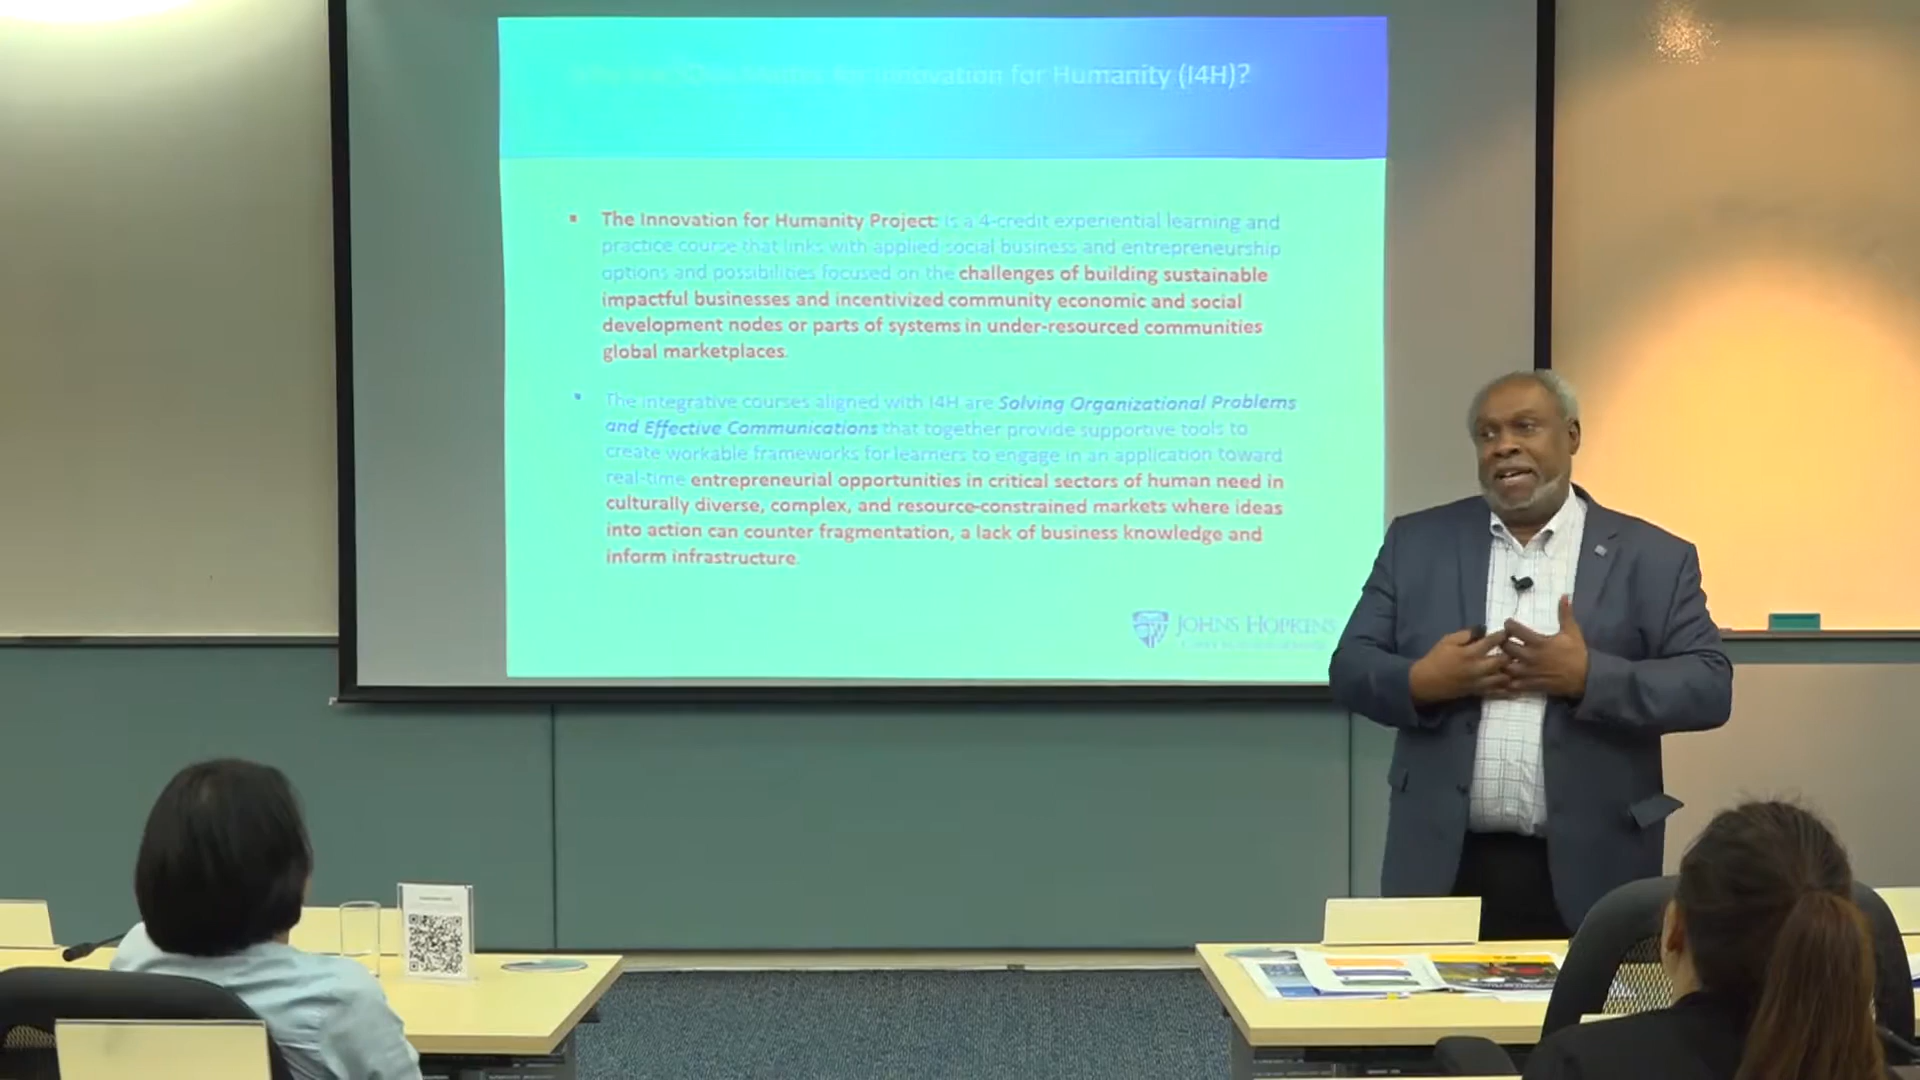 Innovation for Humanity (I4H)?
▪ The Innovation for Humanity Project: is a 4-credit experiential learning and
practice course that links with applied social business and entrepreneurship
options and possibilities focused on the challenges of building sustainable
impactful businesses and incentivized community economic and social
development nodes or parts of systems in under-resourced communities
global marketplaces.
▪ The integrative courses aligned with I4H are Solving Organizational Problems
and Effective Communications that together provide supportive tools to
create workable frameworks for learners to engage in an application toward
real-time entrepreneurial opportunities in critical sectors of human need in
culturally diverse, complex, and resource-constrained markets where ideas
into action can counter fragmentation, a lack of business knowledge and
inform infrastructure.
JOHNS HOPKINS